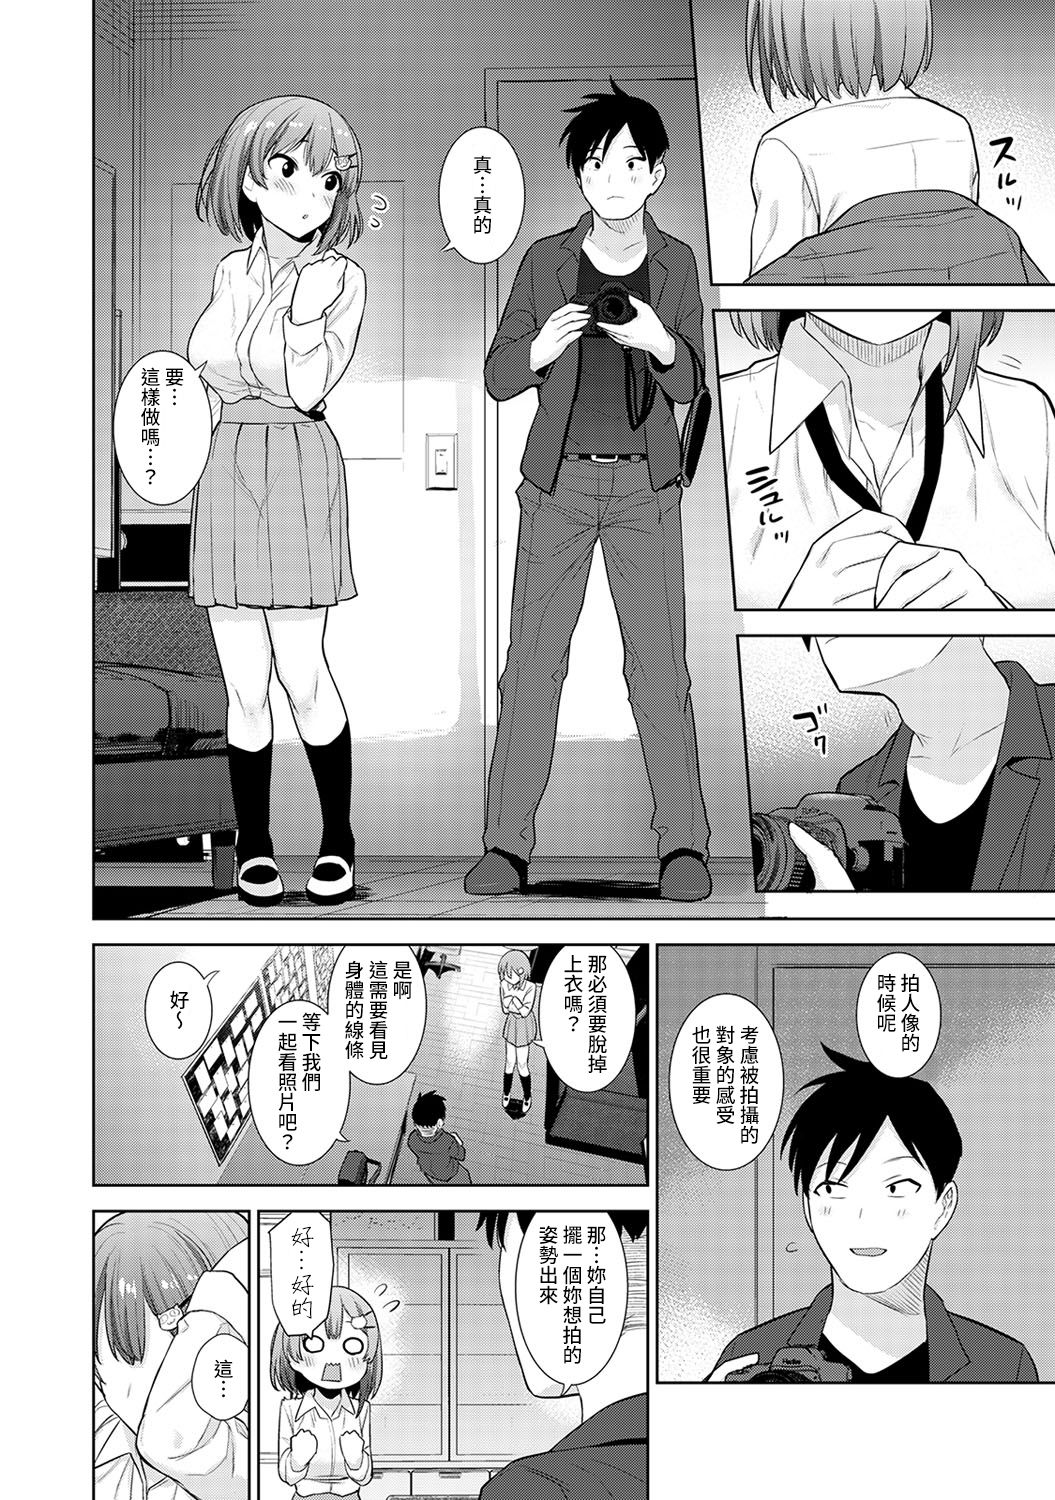 スルッ
ミュルッ
ゴク
真…真的
要…
這樣做嗎…？
拍人像的
時候呢
考慮被拍攝的
對象的感受
也很重要
那必須要脫掉
上衣嗎？
是啊
這需要看見
身體的線條
等下我們
一起看照片吧？
好～
那…妳自己
擺一個妳想拍的
姿勢出來
好…好的
這…